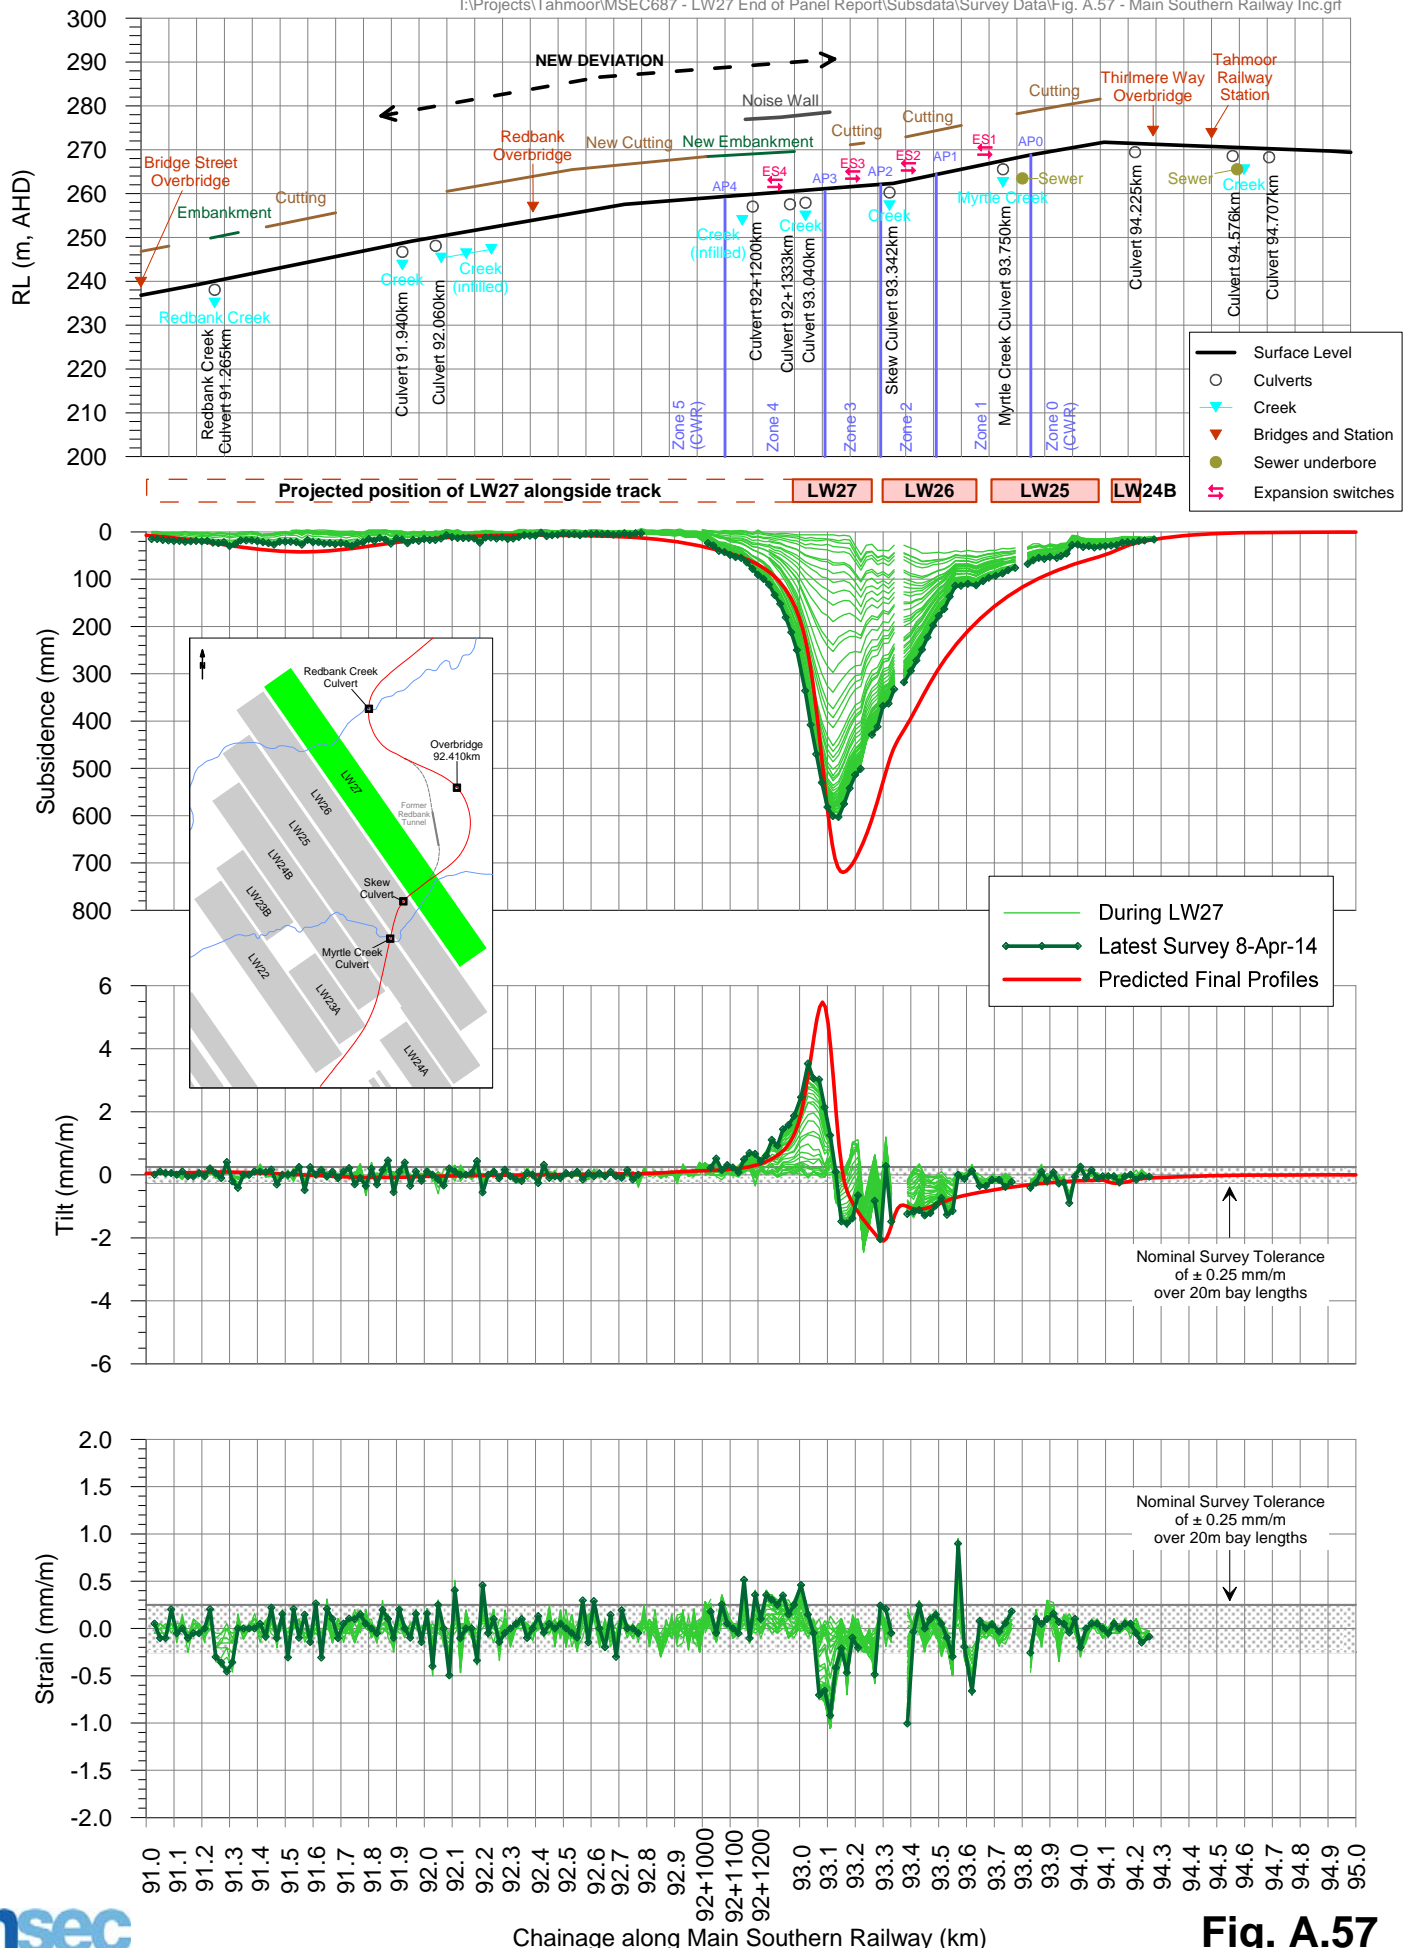 I:\Projects\Tahmoor\MSEC687 - LW27 End of Panel Report\Subsdata\Survey Data\Fig. A.57 - Main Southern Railway Inc.grf
300
290
280
270
260
250
240
230
220
210
200
RL (m, AHD)
NEW DEVIATION
Bridge Street
Overbridge
Cutting
Embankment
Redbank Creek
Redbank Creek
Culvert 91.265km
Creek
Culvert 91.940km
Culvert 92.060km
Creek
(infilled)
Redbank
Overbridge
New Cutting
New Embankment
Noise Wall
Cutting
Cutting
Cutting
Thirlmere Way
Overbridge
Tahmoor
Railway
Station
AP4
ES4
AP3
ES3
AP2
ES2
AP1
ES1
AP0
Creek
(infilled)
Culvert 92+1200km
Culvert 92+1333km
Culvert 93.040km
Creek
Creek
Skew Culvert 93.342km
Myrtle Creek
Myrtle Creek Culvert 93.750km
Sewer
Culvert 94.225km
Sewer
Creek
Culvert 94.576km
Culvert 94.707km
Zone 5
(CWR)
Zone 4
Zone 3
Zone 2
Zone 1
Zone 0
(CWR)
Surface Level
Culverts
Creek
Bridges and Station
Sewer underbore
Expansion switches
Projected position of LW27 alongside track
LW27
LW26
LW25
LW24B
0
100
200
300
400
500
600
700
800
Subsidence (mm)
Redbank Creek
Culvert
Overbridge
92.410km
Former
Redbank
Tunnel
Skew
Culvert
Myrtle Creek
Culvert
LW27
LW26
LW25
LW24B
LW23B
LW22
LW23A
LW24A
During LW27
Latest Survey 8-Apr-14
Predicted Final Profiles
6
4
2
0
-2
-4
-6
Tilt (mm/m)
Nominal Survey Tolerance
of ± 0.25 mm/m
over 20m bay lengths
2.0
1.5
1.0
0.5
0.0
-0.5
-1.0
-1.5
-2.0
Strain (mm/m)
Nominal Survey Tolerance
of ± 0.25 mm/m
over 20m bay lengths
91.0
91.1
91.2
91.3
91.4
91.5
91.6
91.7
91.8
91.9
92.0
92.1
92.2
92.3
92.4
92.5
92.6
92.7
92.8
92.9
92+1000
92+1100
92+1200
93.0
93.1
93.2
93.3
93.4
93.5
93.6
93.7
93.8
93.9
94.0
94.1
94.2
94.3
94.4
94.5
94.6
94.7
94.8
94.9
95.0
Chainage along Main Southern Railway (km)
msec
Fig. A.57